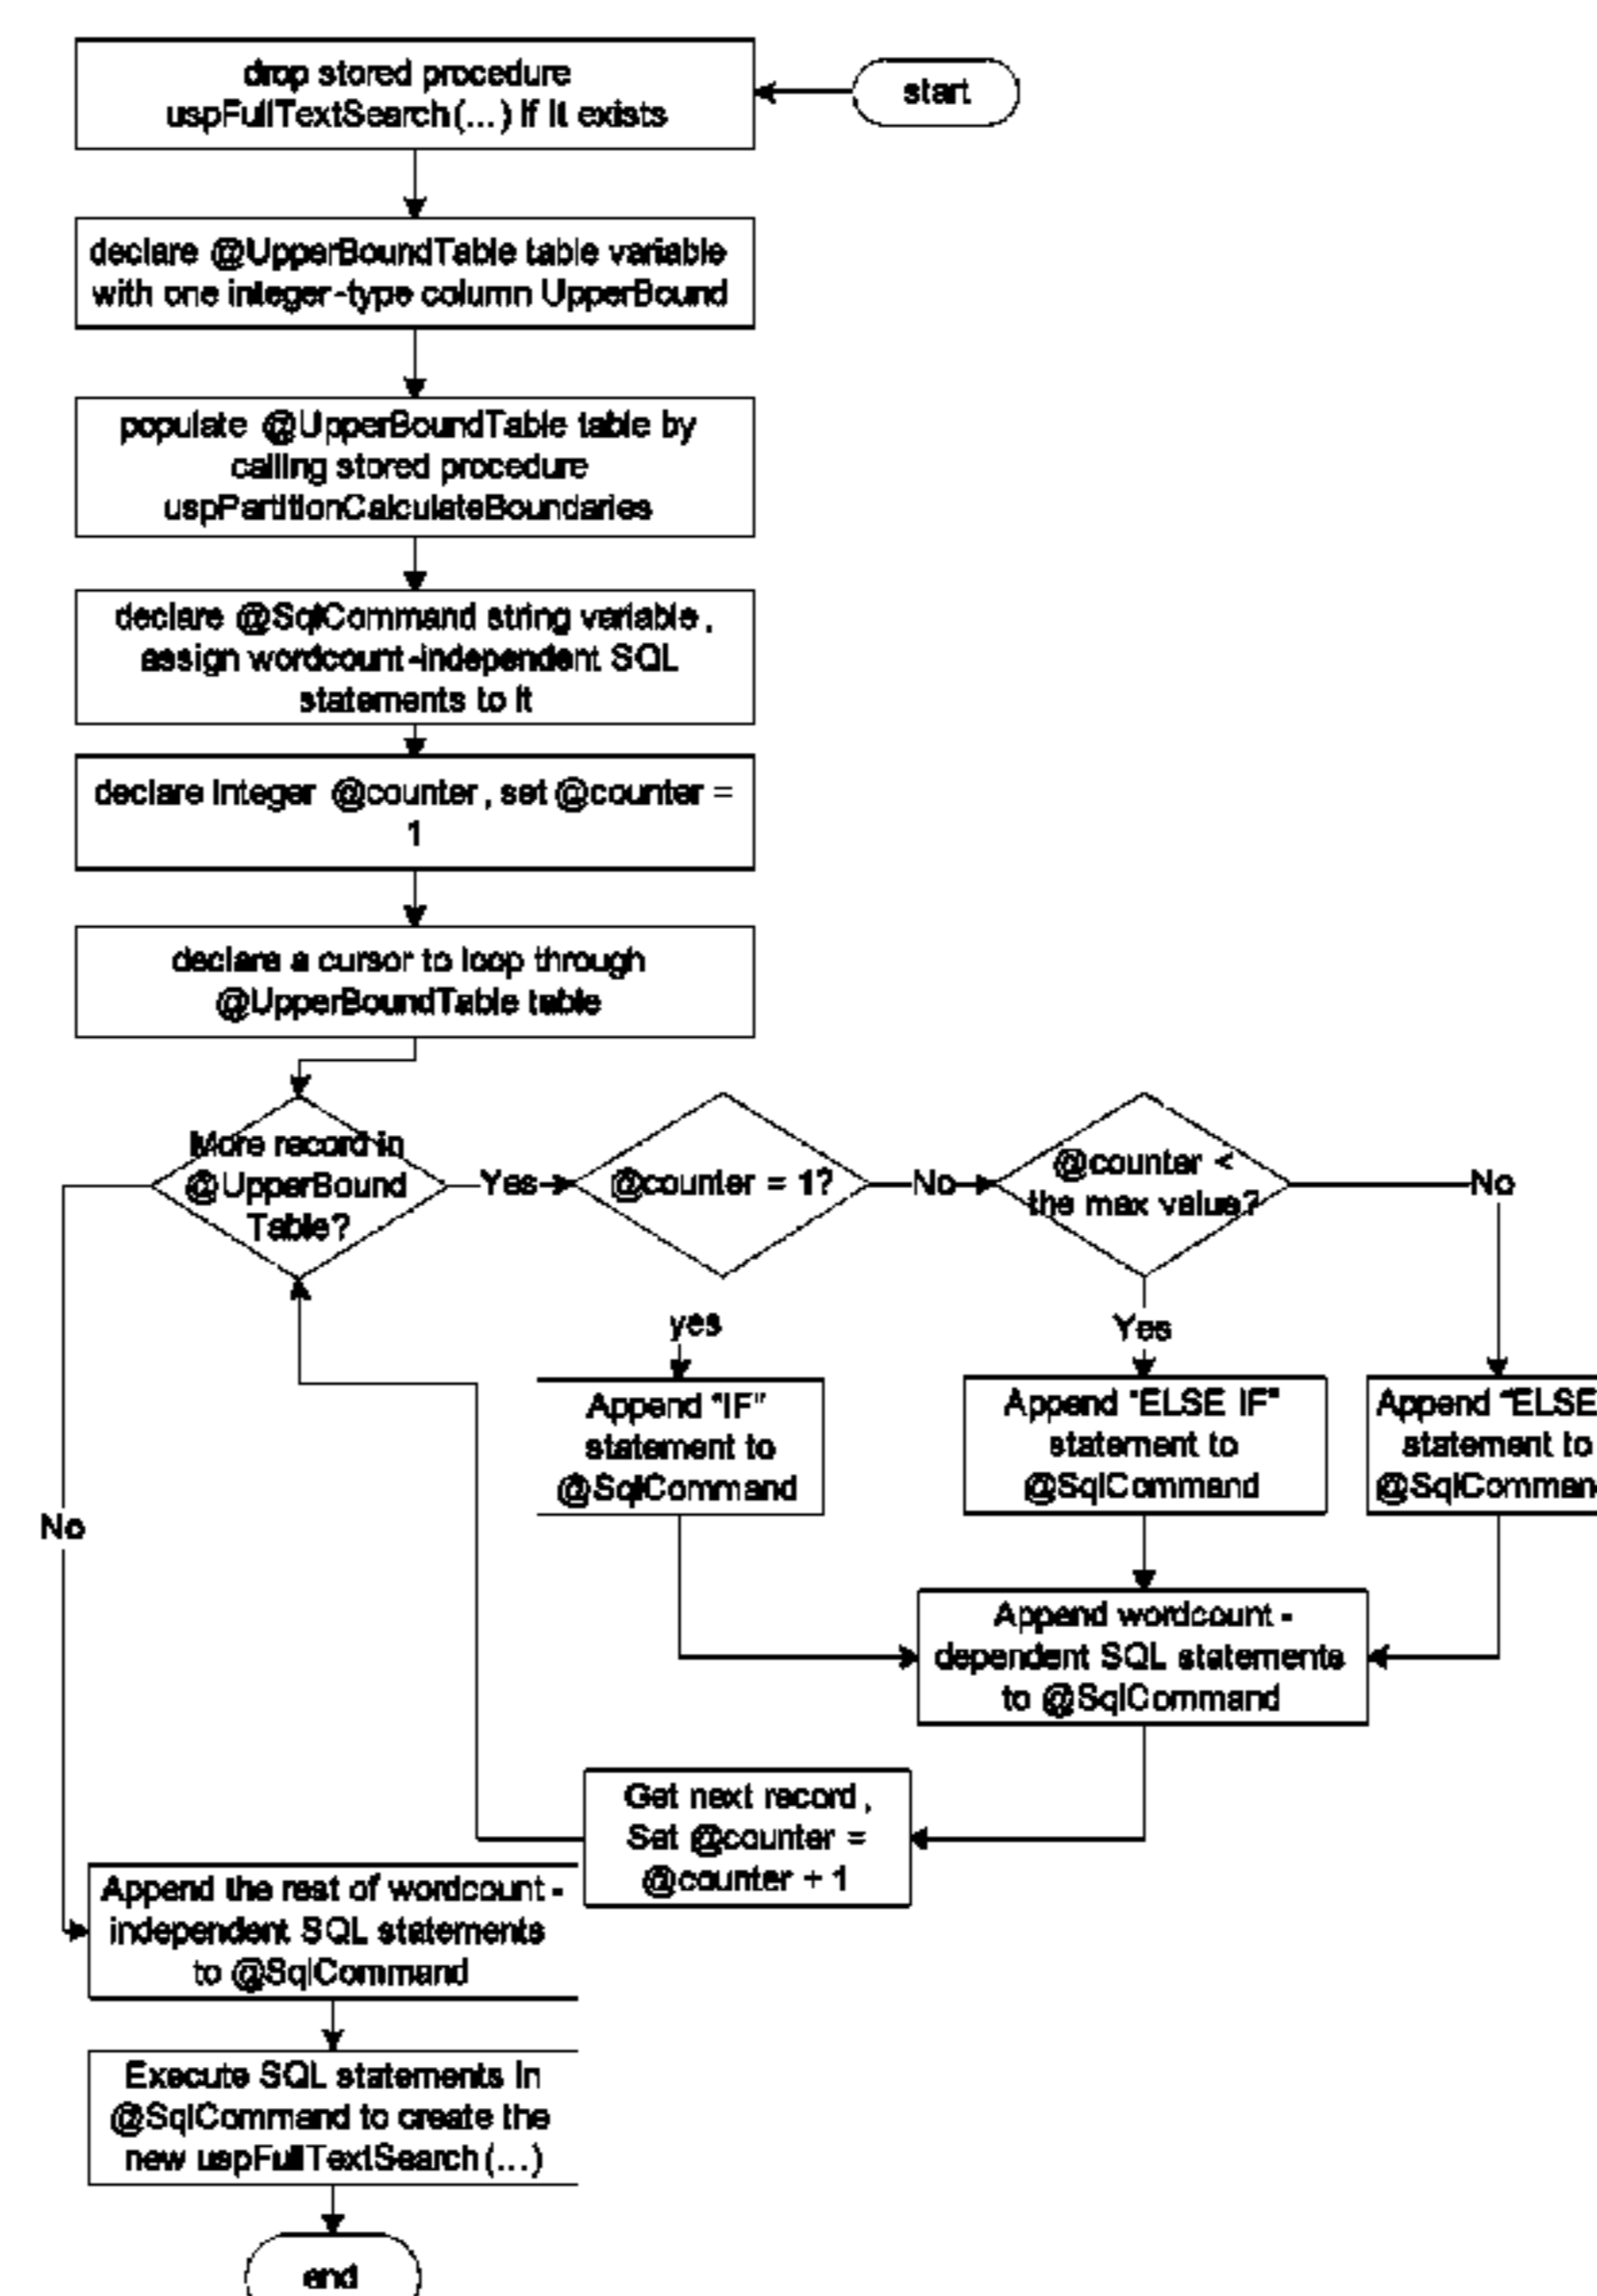 start
drop stored procedure
uspFullTextSearch(...) if it exists
declare @UpperBoundTable table variable
with one integer-type column UpperBound
populate @UpperBoundTable table by
calling stored procedure
uspPartitionCalculateBoundaries
declare @SqlCommand string variable,
assign wordcount-independent SQL
statements to it
declare integer @counter, set @counter =
1
declare a cursor to loop through
@UpperBoundTable table
More record in
@UpperBound
Table?
Yes
@counter = 1?
No
@counter <
the max value?
No
yes
Yes
Append "IF"
statement to
@SqlCommand
Append "ELSE IF"
statement to
@SqlCommand
Append "ELSE
statement to
@SqlComman
No
Append wordcount-
dependent SQL statements
to @SqlCommand
Get next record,
Set @counter =
@counter + 1
Append the rest of wordcount-
independent SQL statements
to @SqlCommand
Execute SQL statements in
@SqlCommand to create the
new uspFullTextSearch(...)
end